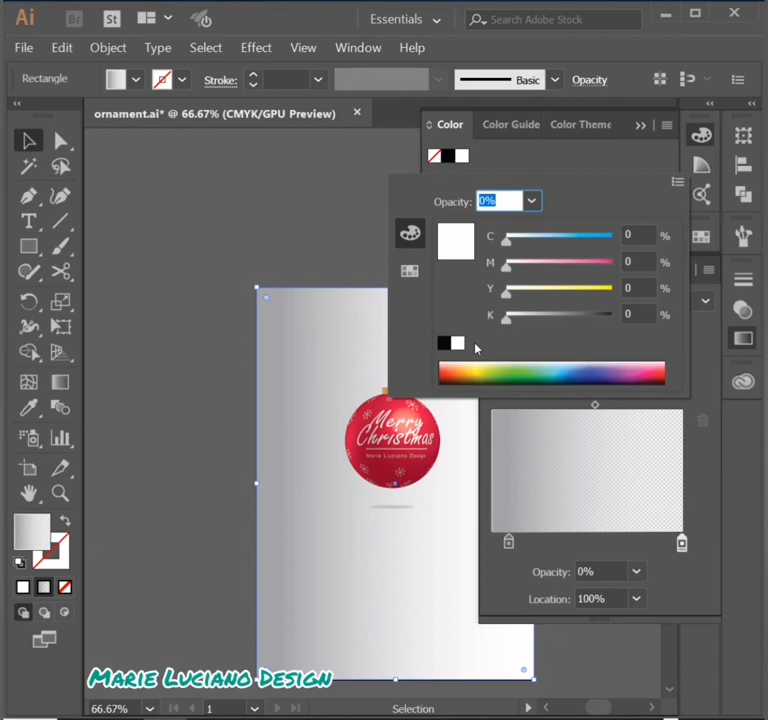 Ai Br St Essentials Search Adobe Stock
File Edit Object Type Select Effect View Window Help
Rectangle Stroke: Basic Opacity
ornament.ai* @ 66.67% (CMYK/GPU Preview)
Color Color Guide Color Theme
Opacity: 0%
C 0 %
M 0 %
Y 0 %
K 0 %
Merry
Christmas
Marie Luciano Design
Opacity: 0%
Location: 100%
Marie Luciano Design
66.67% 1 Selection